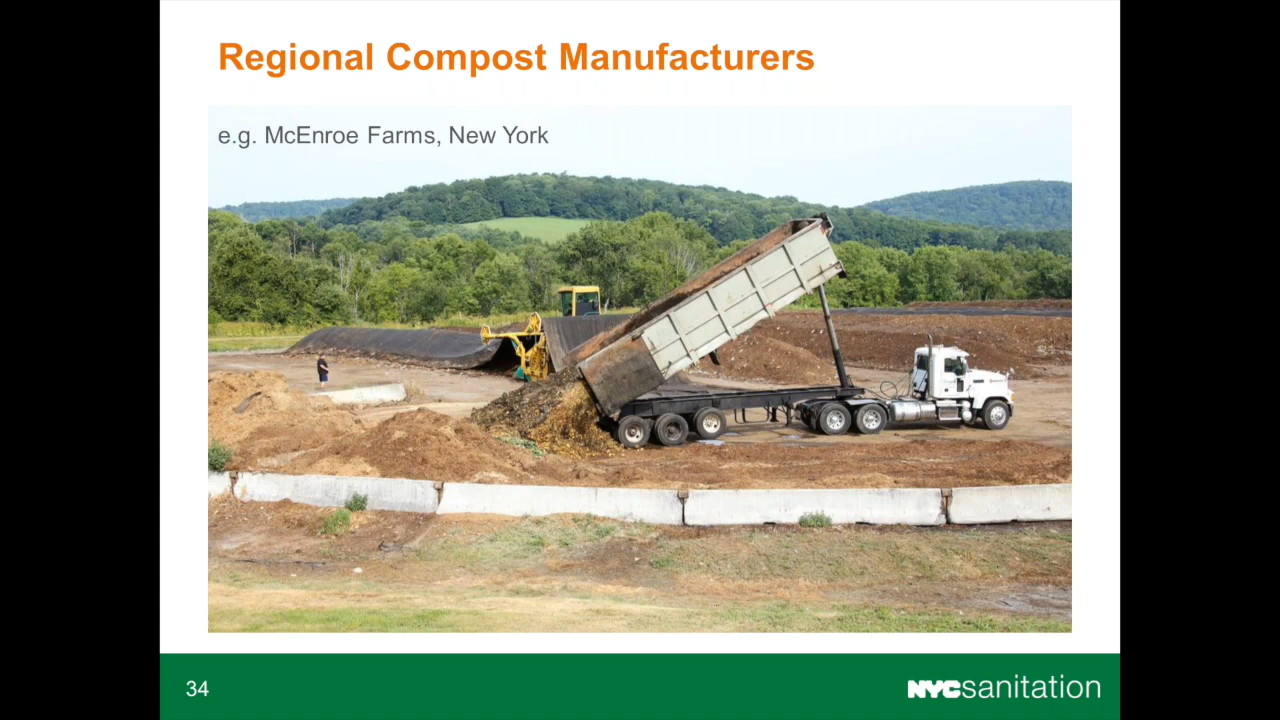 Regional Compost Manufacturers
e.g. McEnroe Farms, New York
34
NYCsanitation